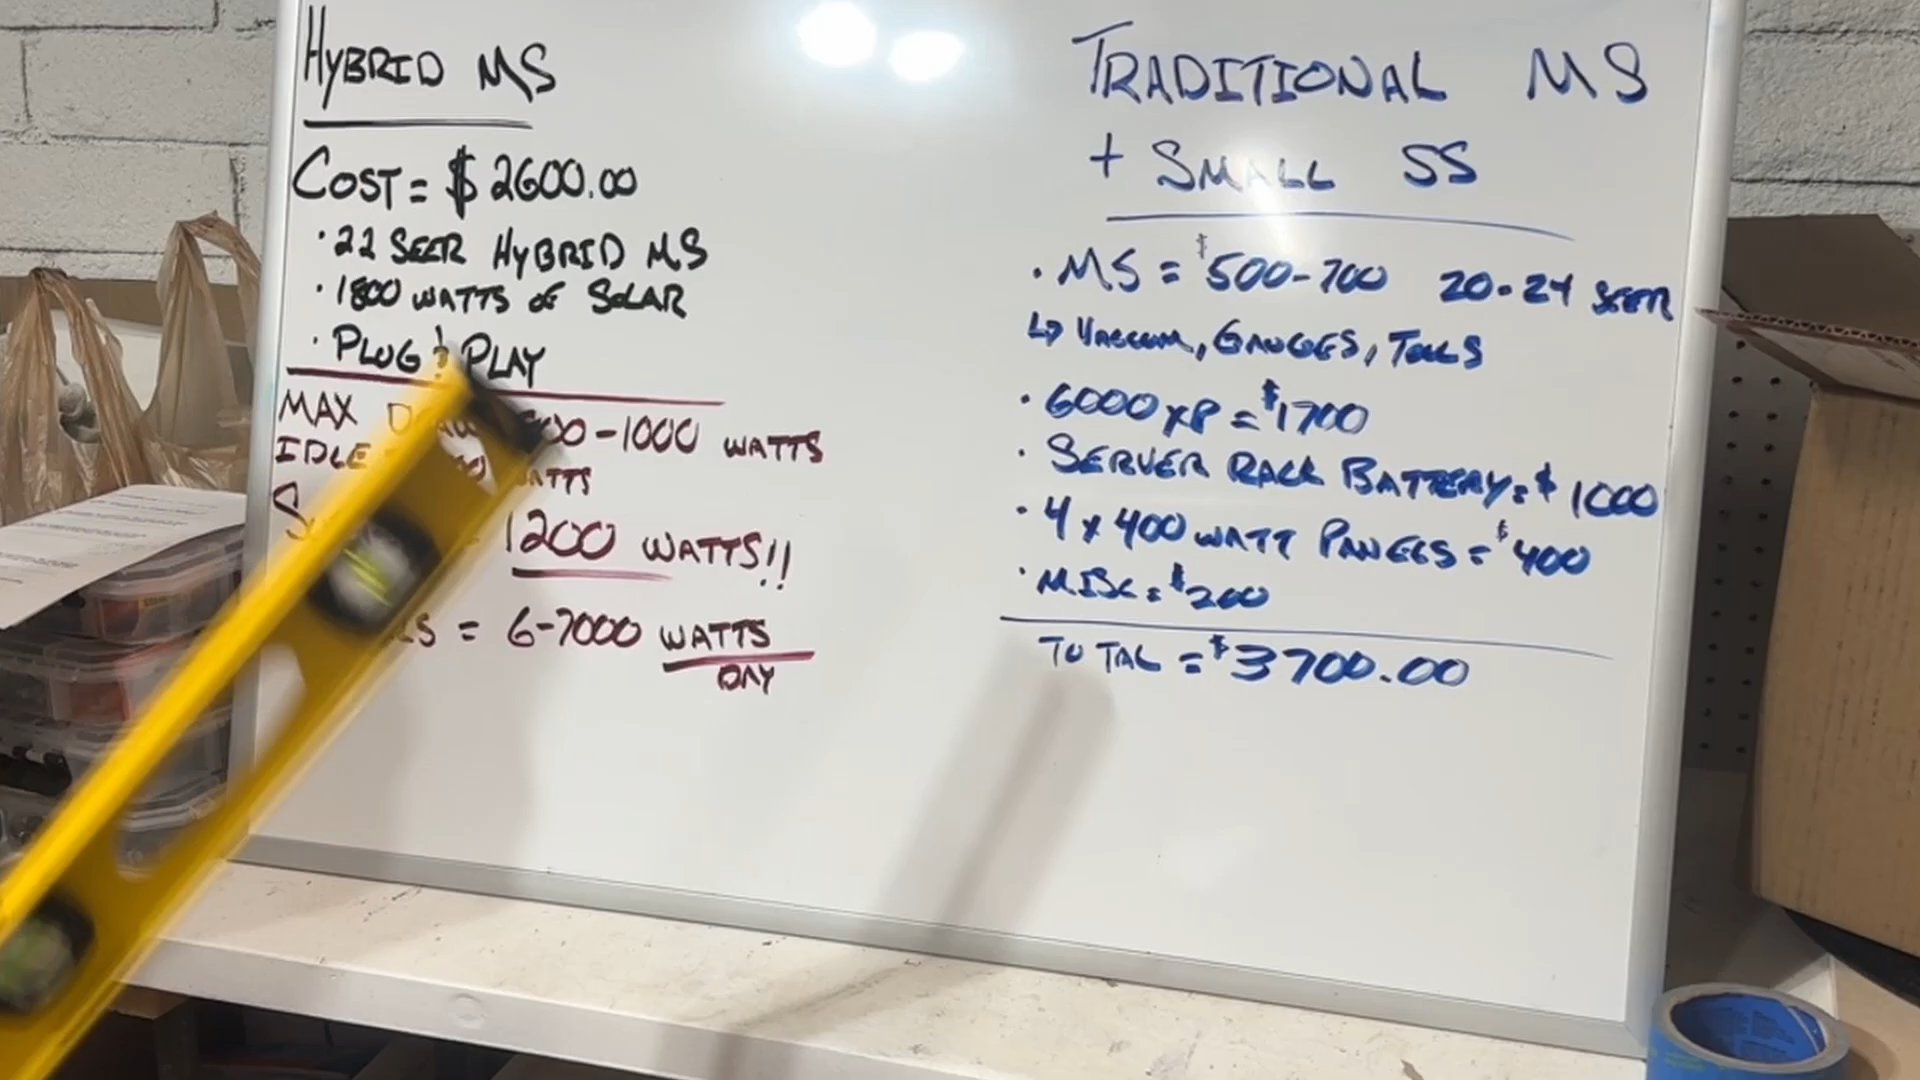 HYBRID MS
COST = $2600.00
• 22 SEER HYBRID MS
• 1800 WATTS OF SOLAR
• PLUG & PLAY
MAX 00-1000 WATTS
IDLE
1200 WATTS!!
= 6-7000 WATTS
DAY
TRADITIONAL MS
+ SMALL SS
• MS = $500-700 20-24 SEER
↳ VACCUM, GAUGES, TOOLS
• 6000XP = $1700
• SERVER RACK BATTERY = $1000
• 4 x 400 WATT PANELS = $400
• MISC = $200
TOTAL = $3700.00